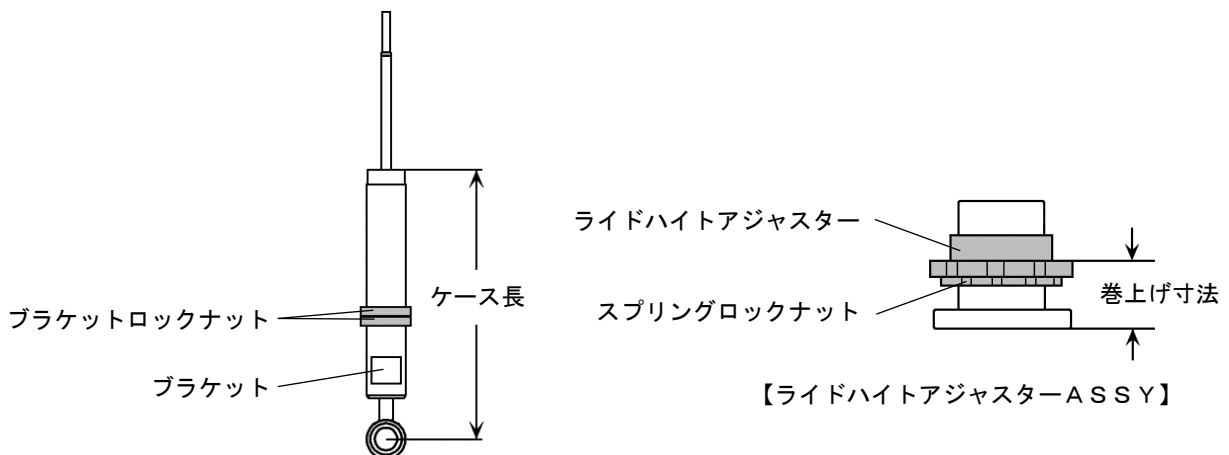 ケース長
ブラケットロックナット
ブラケット
ライドハイトアジャスター
スプリングロックナット
巻上げ寸法
【ライドハイトアジャスターＡＳＳＹ】